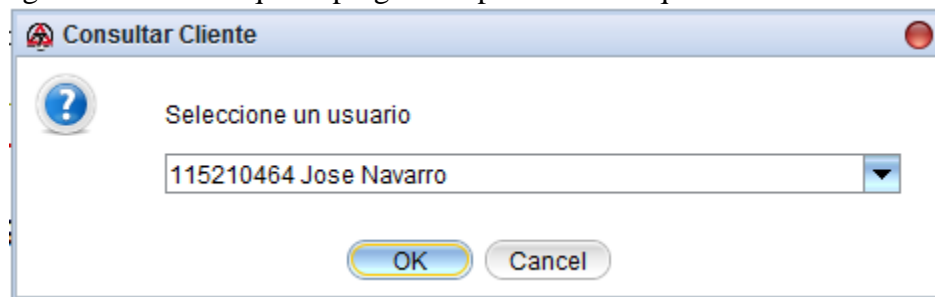 Consultar Cliente
Seleccione un usuario
115210464 Jose Navarro
OK Cancel